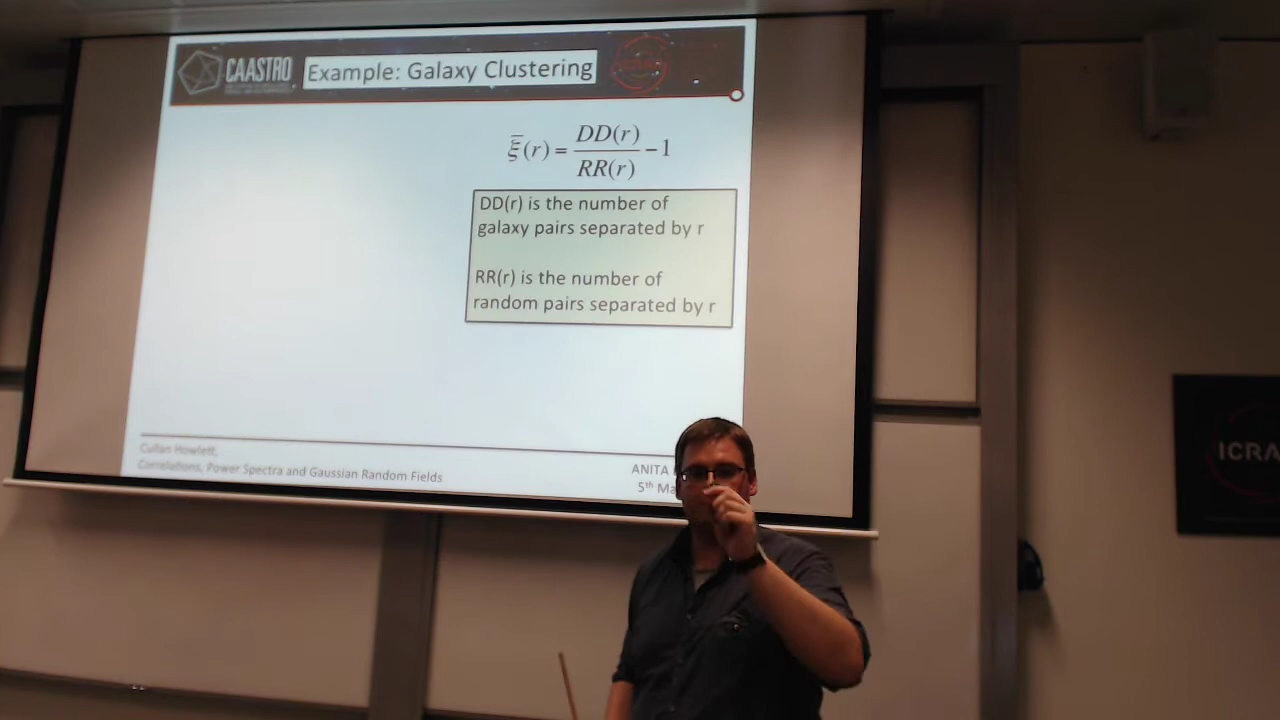 CAASTRO
Example: Galaxy Clustering
ξ̅(r) = DD(r)/RR(r) − 1
DD(r) is the number of
galaxy pairs separated by r
RR(r) is the number of
random pairs separated by r
Cullan Howlett,
Correlations, Power Spectra and Gaussian Random Fields
ANITA
5th Ma
ICRA